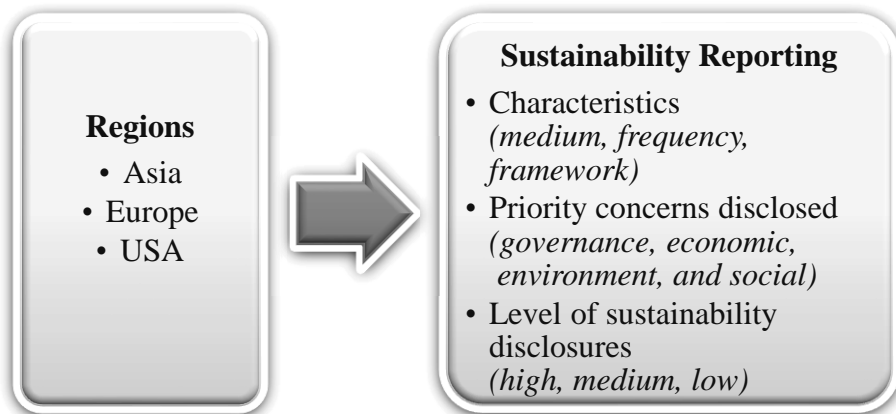 Regions
• Asia
• Europe
• USA
Sustainability Reporting
• Characteristics
(medium, frequency,
framework)
• Priority concerns disclosed
(governance, economic,
environment, and social)
• Level of sustainability
disclosures
(high, medium, low)